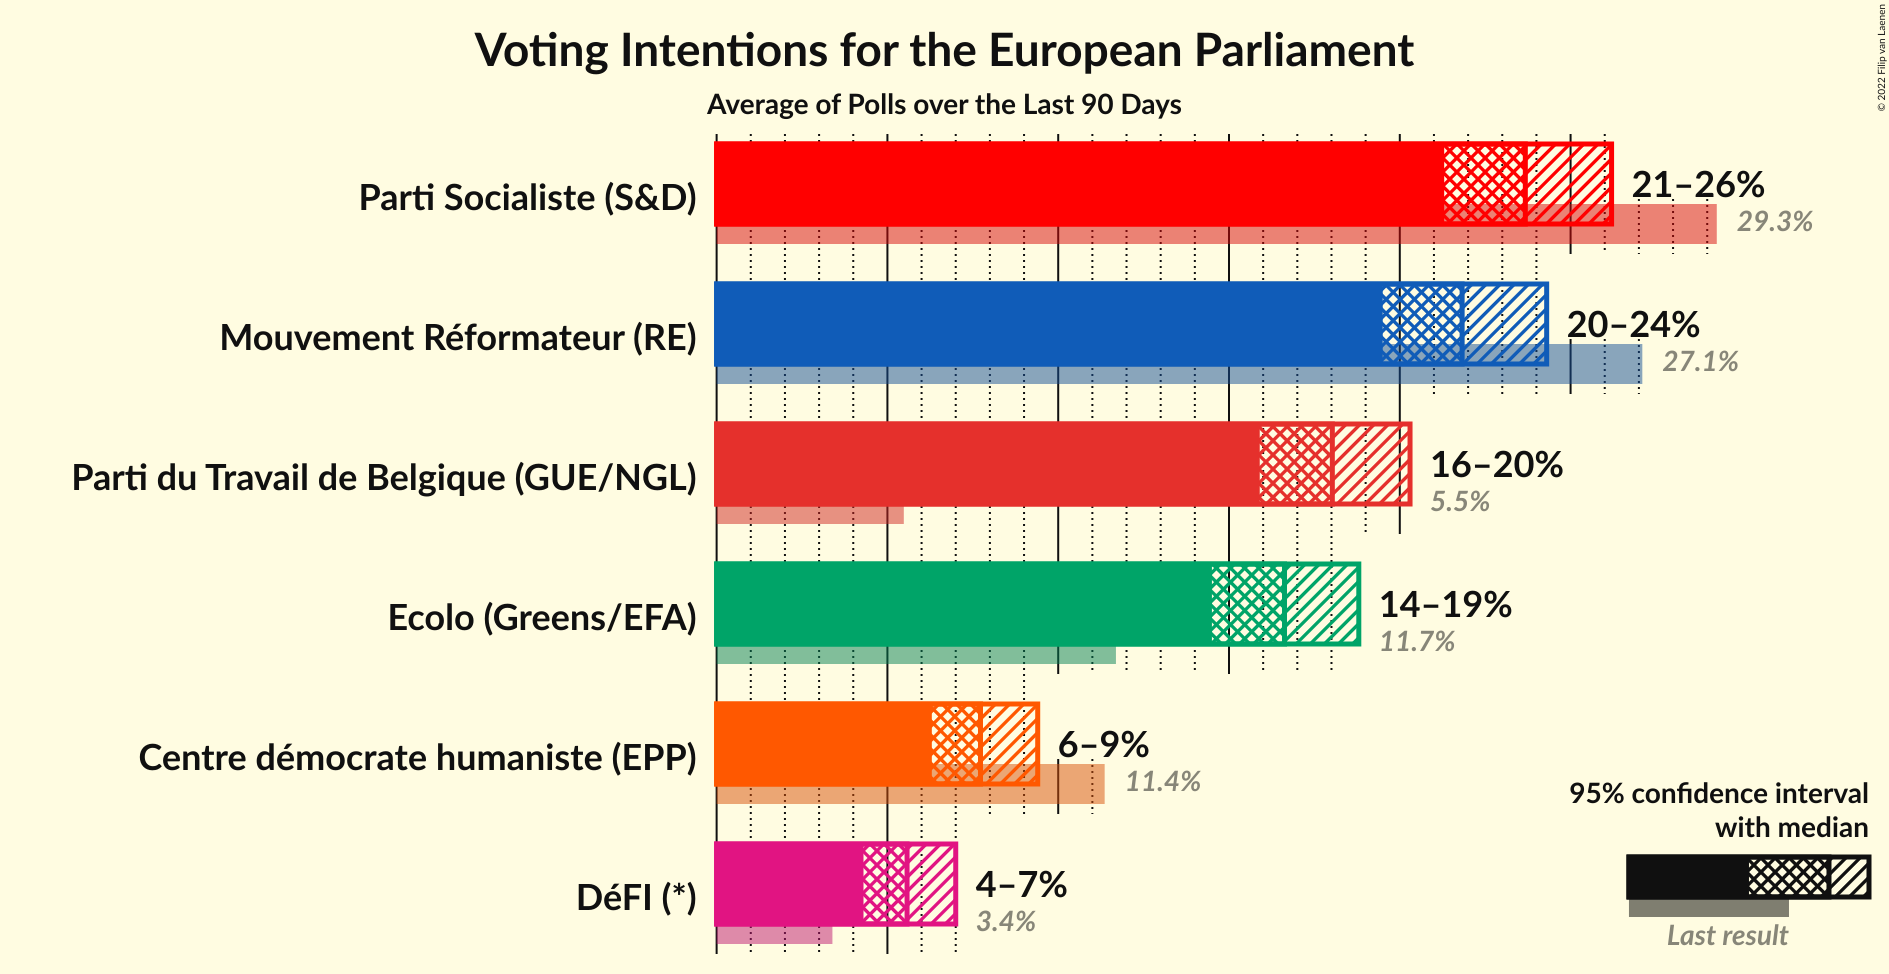 Voting Intentions for the European Parliament
Average of Polls over the Last 90 Days
© 2022 Filip van Laenen
Parti Socialiste (S&D)
21–26%
29.3%
Mouvement Réformateur (RE)
20–24%
27.1%
Parti du Travail de Belgique (GUE/NGL)
16–20%
5.5%
Ecolo (Greens/EFA)
14–19%
11.7%
Centre démocrate humaniste (EPP)
6–9%
11.4%
DéFI (*)
4–7%
3.4%
95% confidence interval
with median
Last result